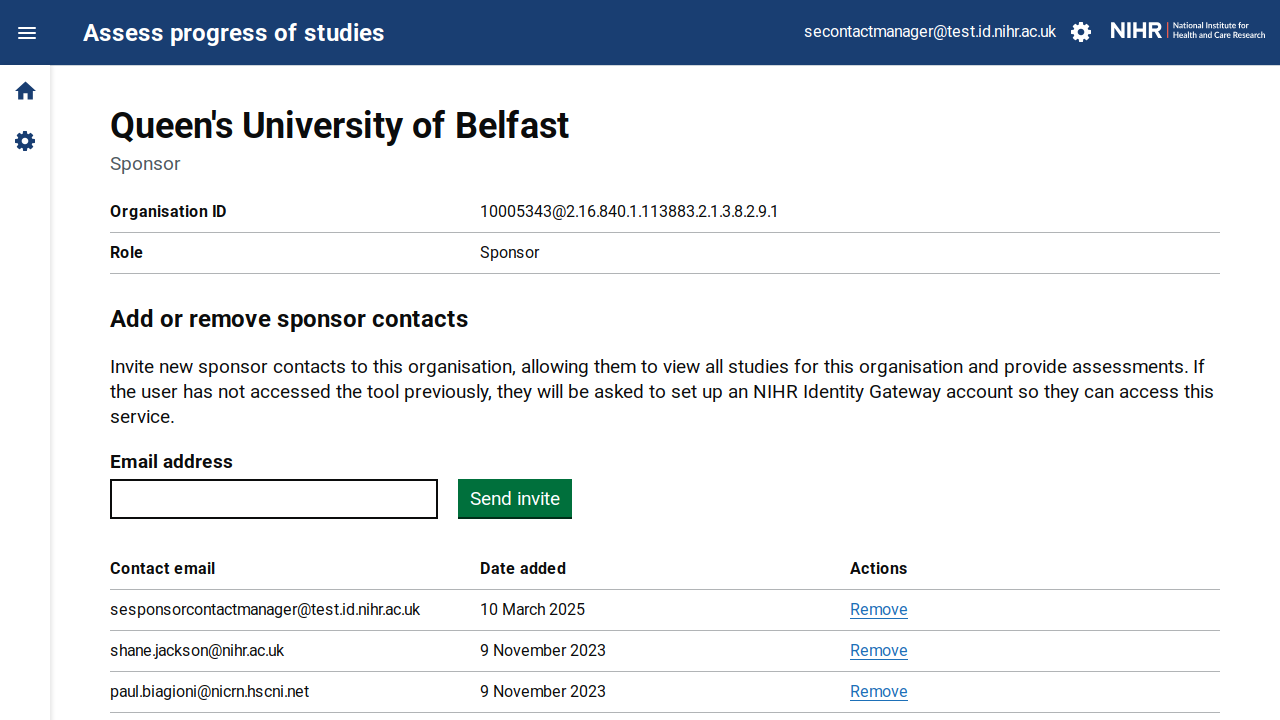 Assess progress of studies
secontactmanager@test.id.nihr.ac.uk
NIHR | National Institute for
Health and Care Research
Queen's University of Belfast
Sponsor
Organisation ID 10005343@2.16.840.1.113883.2.1.3.8.2.9.1
Role Sponsor
Add or remove sponsor contacts
Invite new sponsor contacts to this organisation, allowing them to view all studies for this organisation and provide assessments. If
the user has not accessed the tool previously, they will be asked to set up an NIHR Identity Gateway account so they can access this
service.
Email address
Send invite
Contact email Date added Actions
sesponsorcontactmanager@test.id.nihr.ac.uk 10 March 2025 Remove
shane.jackson@nihr.ac.uk 9 November 2023 Remove
paul.biagioni@nicrn.hscni.net 9 November 2023 Remove